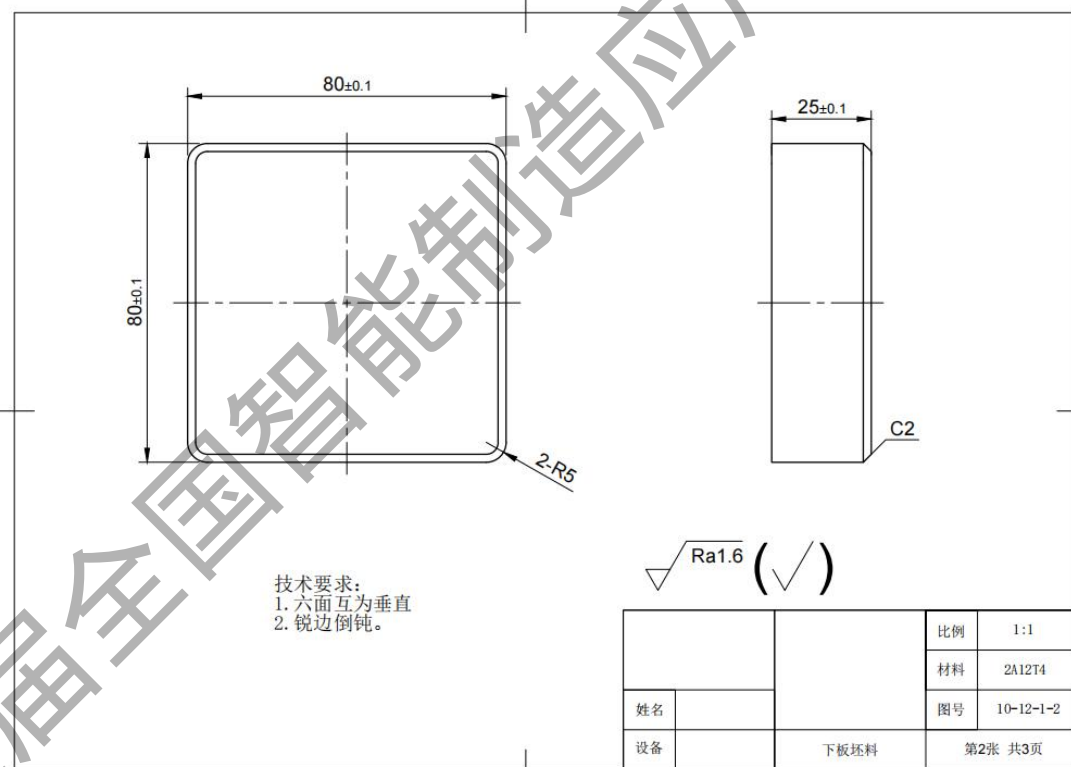 80±0.1
25±0.1
80±0.1
C2
2-R5
Ra1.6
技术要求：
1.六面互为垂直
2.锐边倒钝。
比例 1:1
材料 2A12T4
姓名 图号 10-12-1-2
设备 下板坯料 第2张 共3页
届全国智能制造应